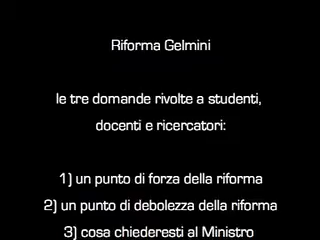 Riforma Gelmini
le tre domande rivolte a studenti,
docenti e ricercatori:
1) un punto di forza della riforma
2) un punto di debolezza della riforma
3) cosa chiederesti al Ministro